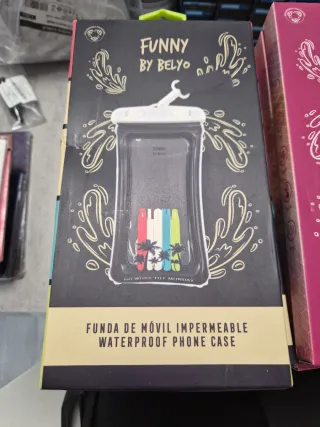 FUNNY
BY BELYO
FUNDA DE MÓVIL IMPERMEABLE
WATERPROOF PHONE CASE